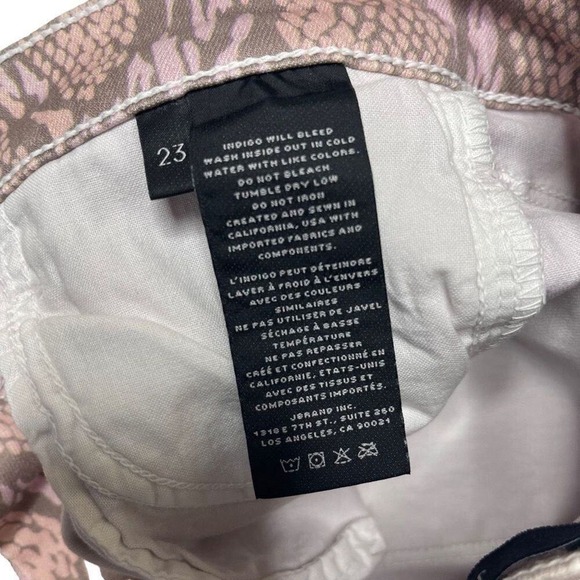 23
INDIGO WILL BLEED
WASH INSIDE OUT IN COLD
WATER WITH LIKE COLORS.
DO NOT BLEACH
TUMBLE DRY LOW
DO NOT IRON
CREATED AND SEWN IN
CALIFORNIA, USA WITH
IMPORTED FABRICS AND
COMPONENTS.
L'INDIGO PEUT DÉTEINDRE
LAVER À FROID À L'ENVERS
AVEC DES COULEURS
SIMILAIRES
NE PAS UTILISER DE JAVEL
SÉCHAGE À BASSE
TEMPÉRATURE
NE PAS REPASSER
CRÉÉ ET CONFECTIONNÉ EN
CALIFORNIE, ETATS-UNIS
AVEC DES TISSUS ET
COMPOSANTS IMPORTÉS.
JBRAND INC.
1318 E 7TH ST., SUITE 260
LOS ANGELES, CA 90021